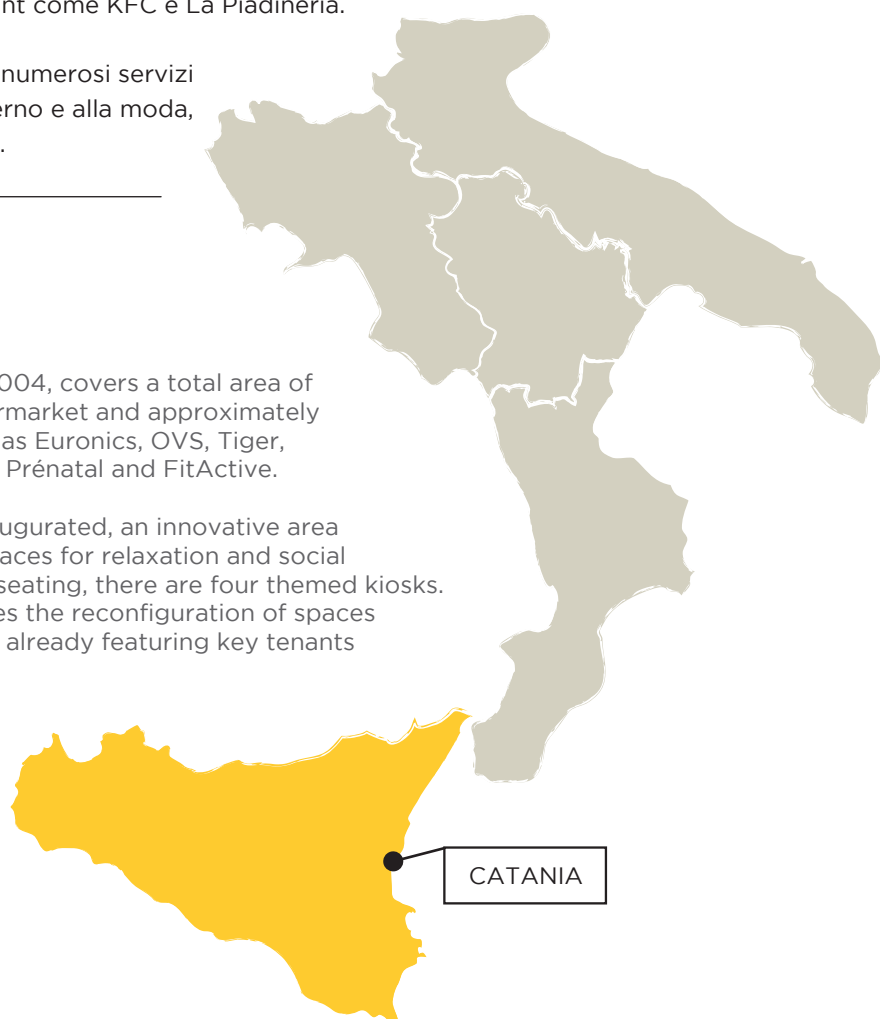 nt come KFC e La Piadineria.
numerosi servizi
erno e alla moda,
.
004, covers a total area of
rmarket and approximately
as Euronics, OVS, Tiger,
Prénatal and FitActive.
ugurated, an innovative area
aces for relaxation and social
seating, there are four themed kiosks.
es the reconfiguration of spaces
already featuring key tenants
CATANIA